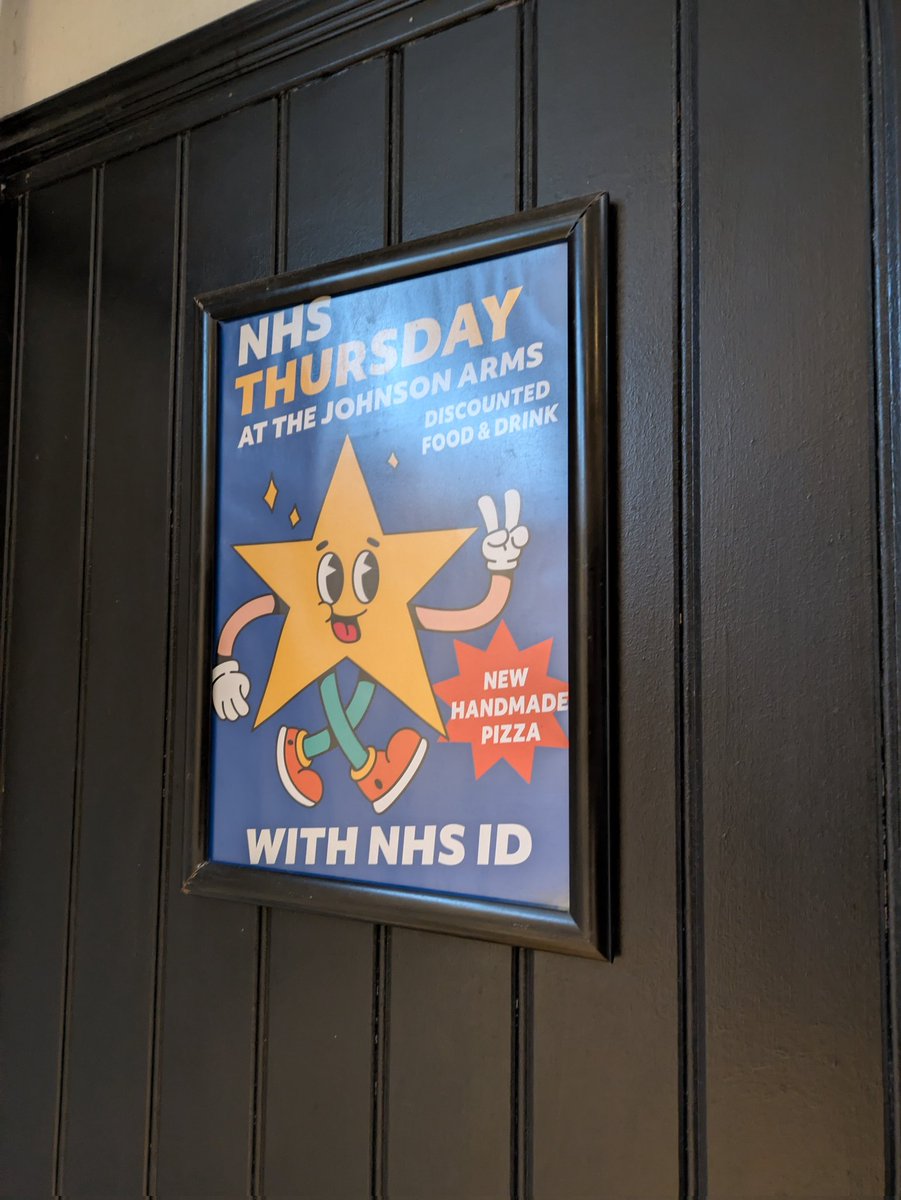 NHS
THURSDAY
AT THE JOHNSON ARMS
DISCOUNTED
FOOD & DRINK
NEW
HANDMADE
PIZZA
WITH NHS ID